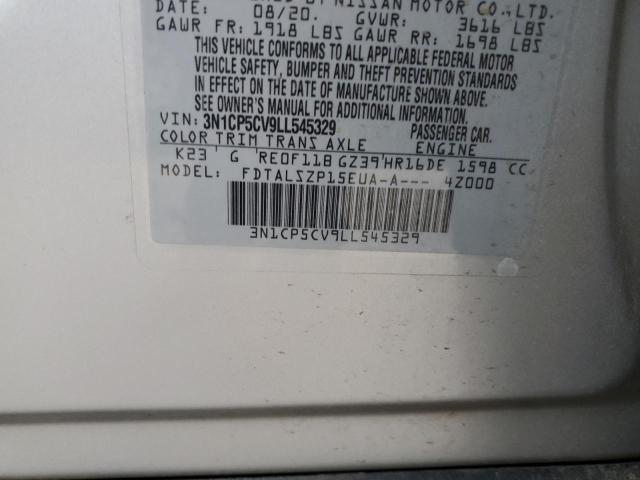 BY NISSAN MOTOR CO., LTD.
DATE: 08/20. GVWR: 3616 LBS
GAWR FR: 1918 LBS GAWR RR: 1698 LBS
THIS VEHICLE CONFORMS TO ALL APPLICABLE FEDERAL MOTOR
VEHICLE SAFETY, BUMPER AND THEFT PREVENTION STANDARDS
IN EFFECT ON THE DATE OF MANUFACTURE SHOWN ABOVE.
SEE OWNER'S MANUAL FOR ADDITIONAL INFORMATION.
VIN: 3N1CP5CV9LL545329 PASSENGER CAR.
COLOR TRIM TRANS AXLE ENGINE
K23 G RE0F11B GZ39 HR16DE 1598 CC
MODEL: FDTALSZP15EUA-A--- 4Z000
3N1CP5CV9LL545329